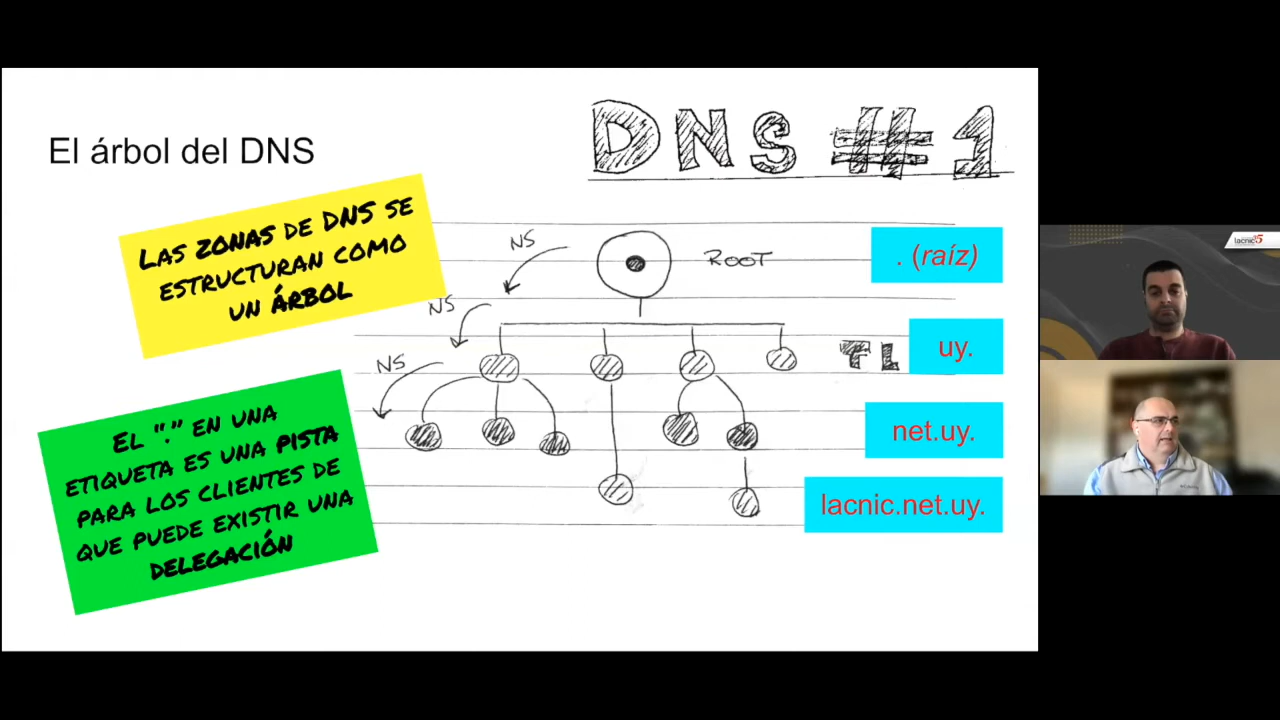 El árbol del DNS
DNS #1
LAS ZONAS DE DNS SE
ESTRUCTURAN COMO
UN ÁRBOL
NS
ROOT
. (raíz)
NS
uy.
TL
NS
EL “.” EN UNA
ETIQUETA ES UNA PISTA
PARA LOS CLIENTES DE
QUE PUEDE EXISTIR UNA
DELEGACIÓN
net.uy.
lacnic.net.uy.
lacnic